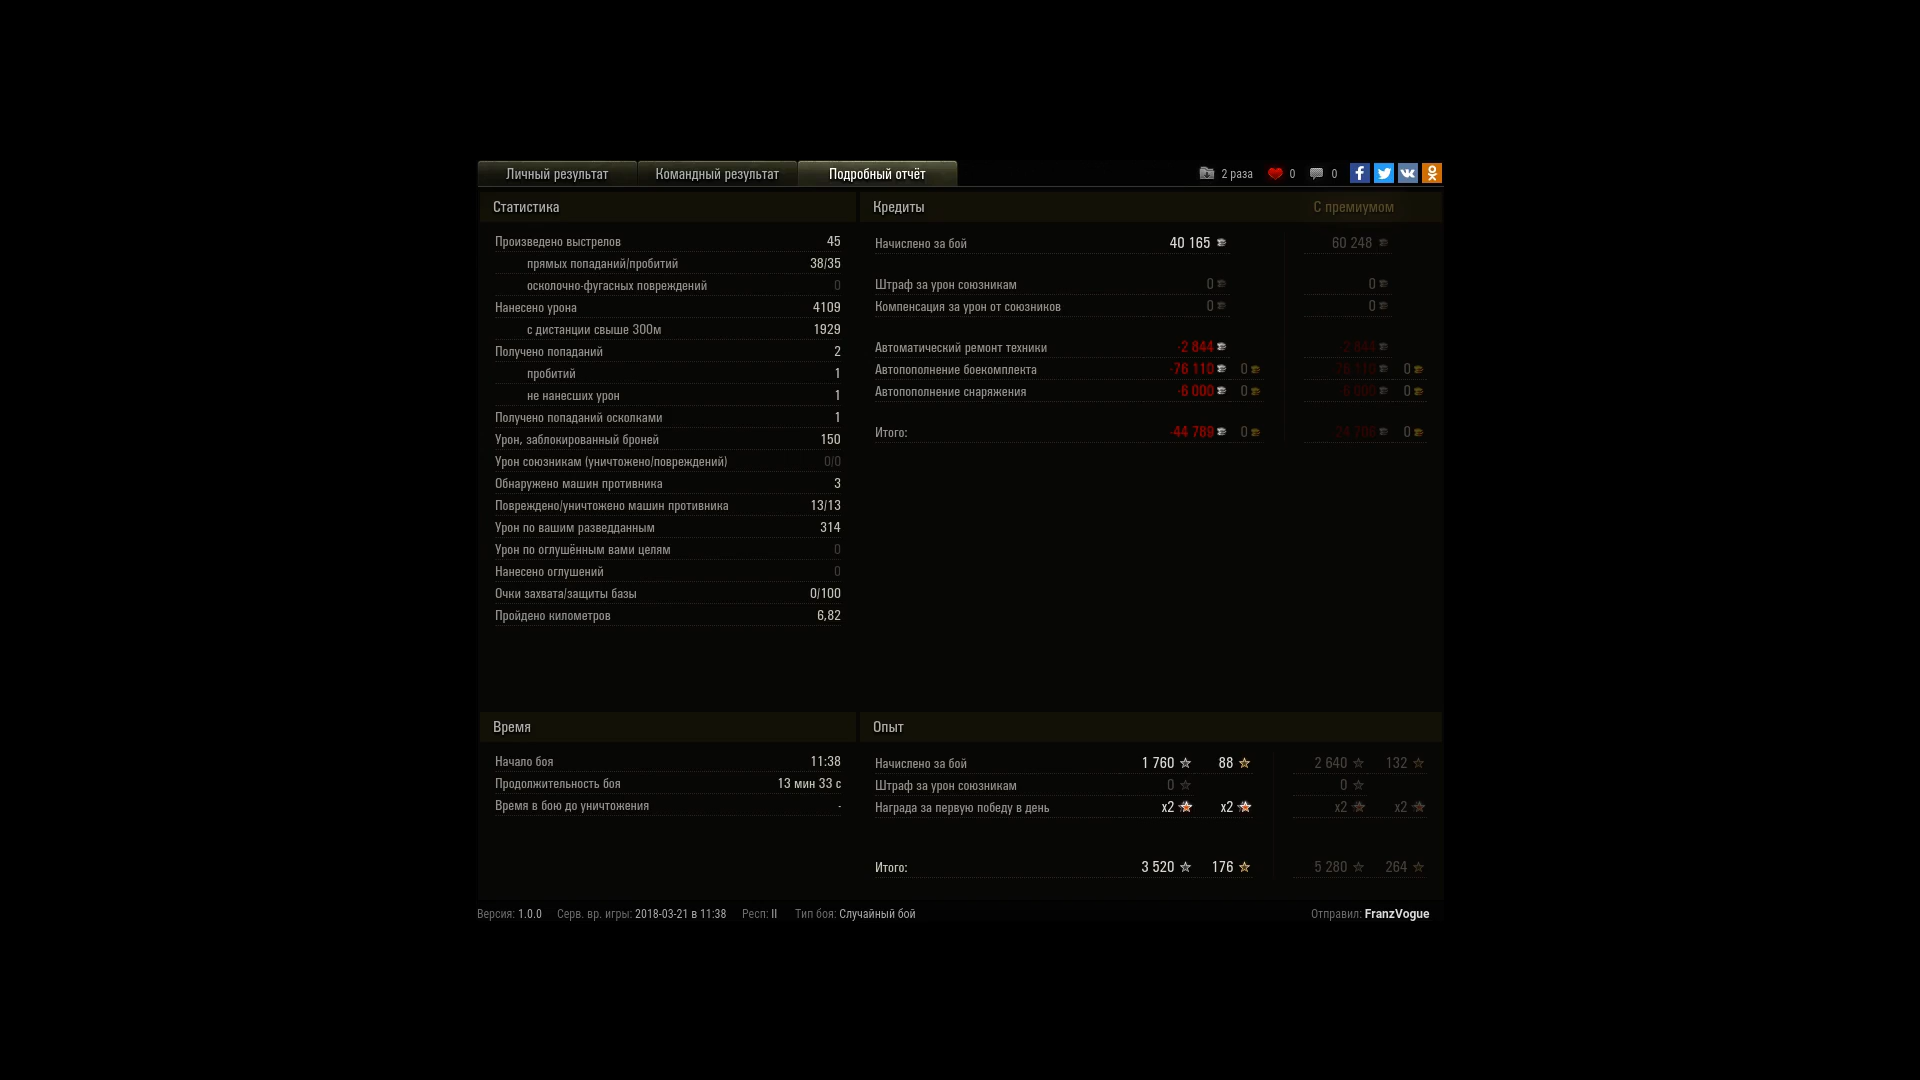 Личный результат Командный результат Подробный отчёт 2 раза 0 0
Статистика
Произведено выстрелов 45
прямых попаданий/пробитий 38/35
осколочно-фугасных повреждений 0
Нанесено урона 4109
с дистанции свыше 300м 1929
Получено попаданий 2
пробитий 1
не нанесших урон 1
Получено попаданий осколками 1
Урон, заблокированный броней 150
Урон союзникам (уничтожено/повреждений) 0/0
Обнаружено машин противника 3
Повреждено/уничтожено машин противника 13/13
Урон по вашим разведданным 314
Урон по оглушённым вами целям 0
Нанесено оглушений 0
Очки захвата/защиты базы 0/100
Пройдено километров 6,82
Кредиты С премиумом
Начислено за бой 40 165 60 248
Штраф за урон союзникам 0 0
Компенсация за урон от союзников 0 0
Автоматический ремонт техники -2 844 -2 844
Автопополнение боекомплекта -76 110 0 -76 110 0
Автопополнение снаряжения -6 000 0 -6 000 0
Итого: -44 789 0 -24 706 0
Время
Начало боя 11:38
Продолжительность боя 13 мин 33 с
Время в бою до уничтожения -
Опыт
Начислено за бой 1 760 88 2 640 132
Штраф за урон союзникам 0 0
Награда за первую победу в день x2 x2 x2 x2
Итого: 3 520 176 5 280 264
Версия: 1.0.0 Серв. вр. игры: 2018-03-21 в 11:38 Респ: II Тип боя: Случайный бой Отправил: FranzVogue